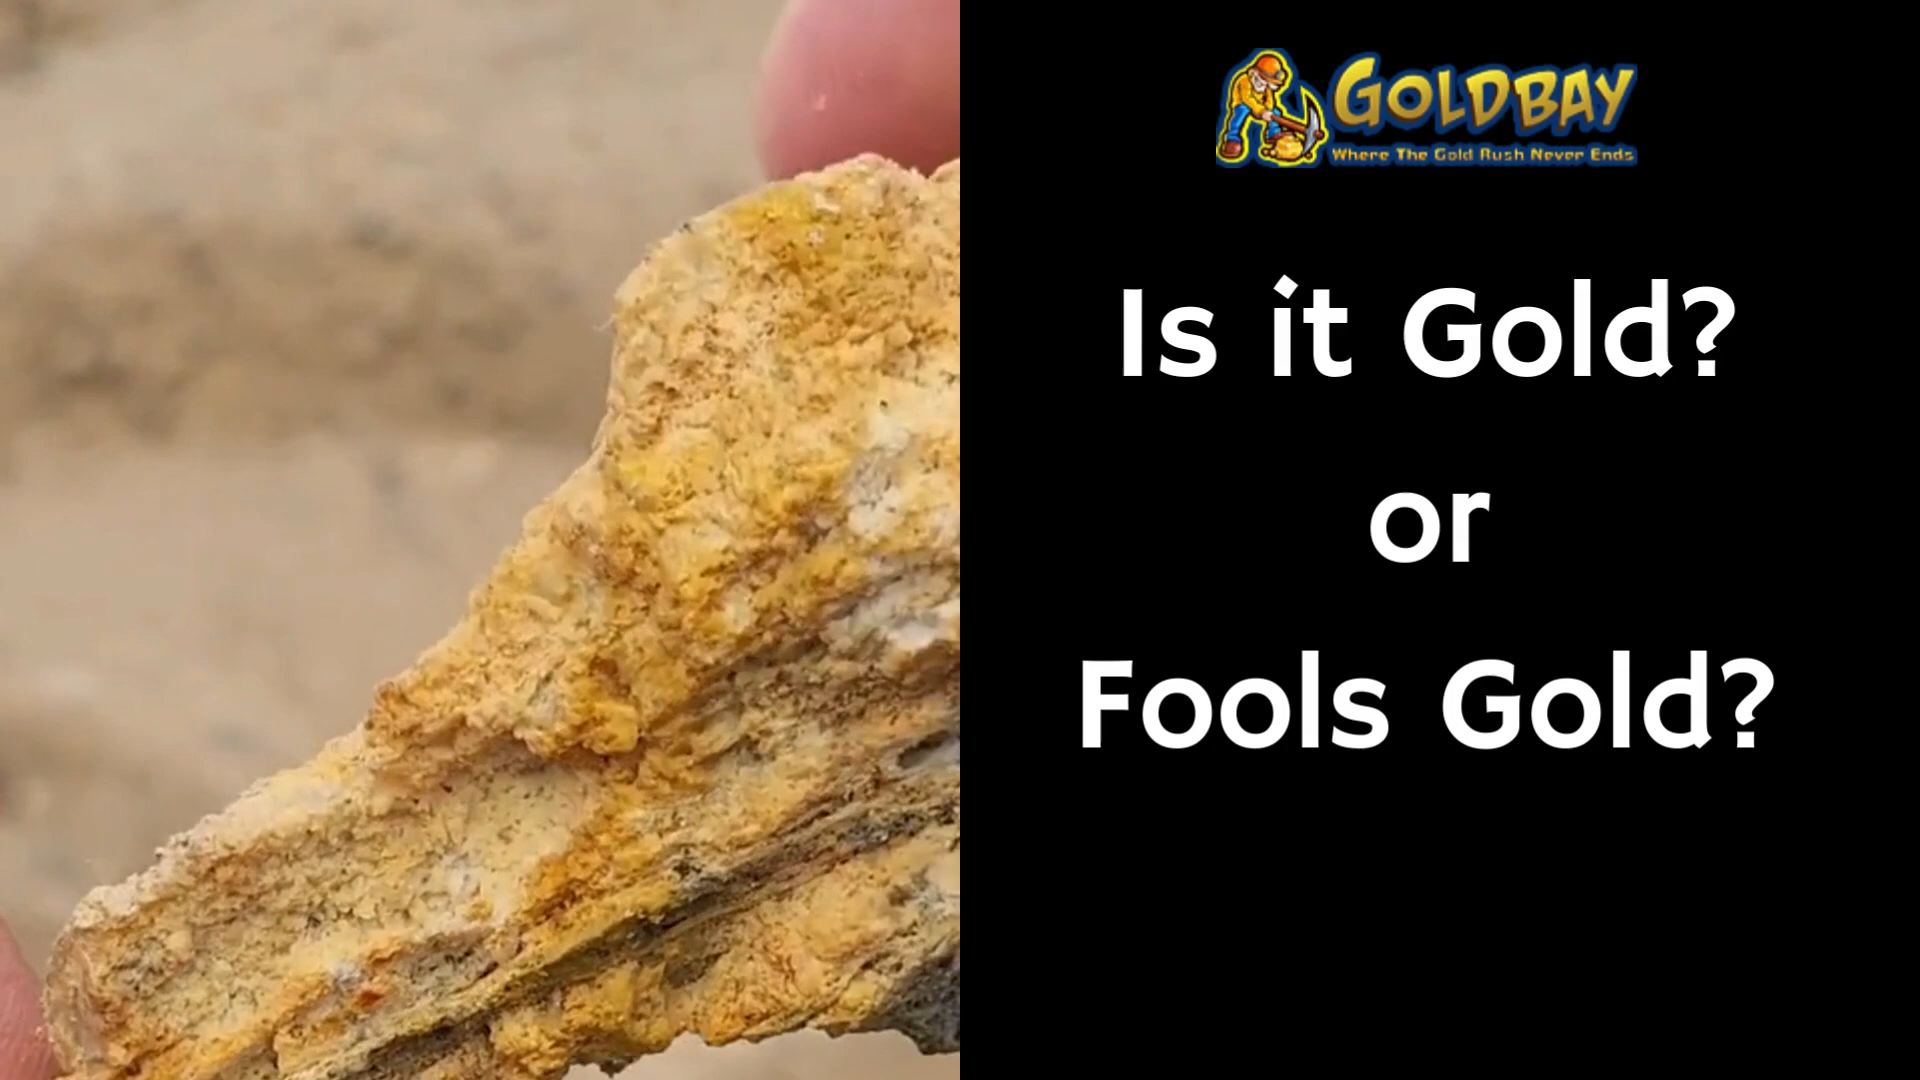 GOLDBAY
Where The Gold Rush Never Ends
Is it Gold?
or
Fools Gold?